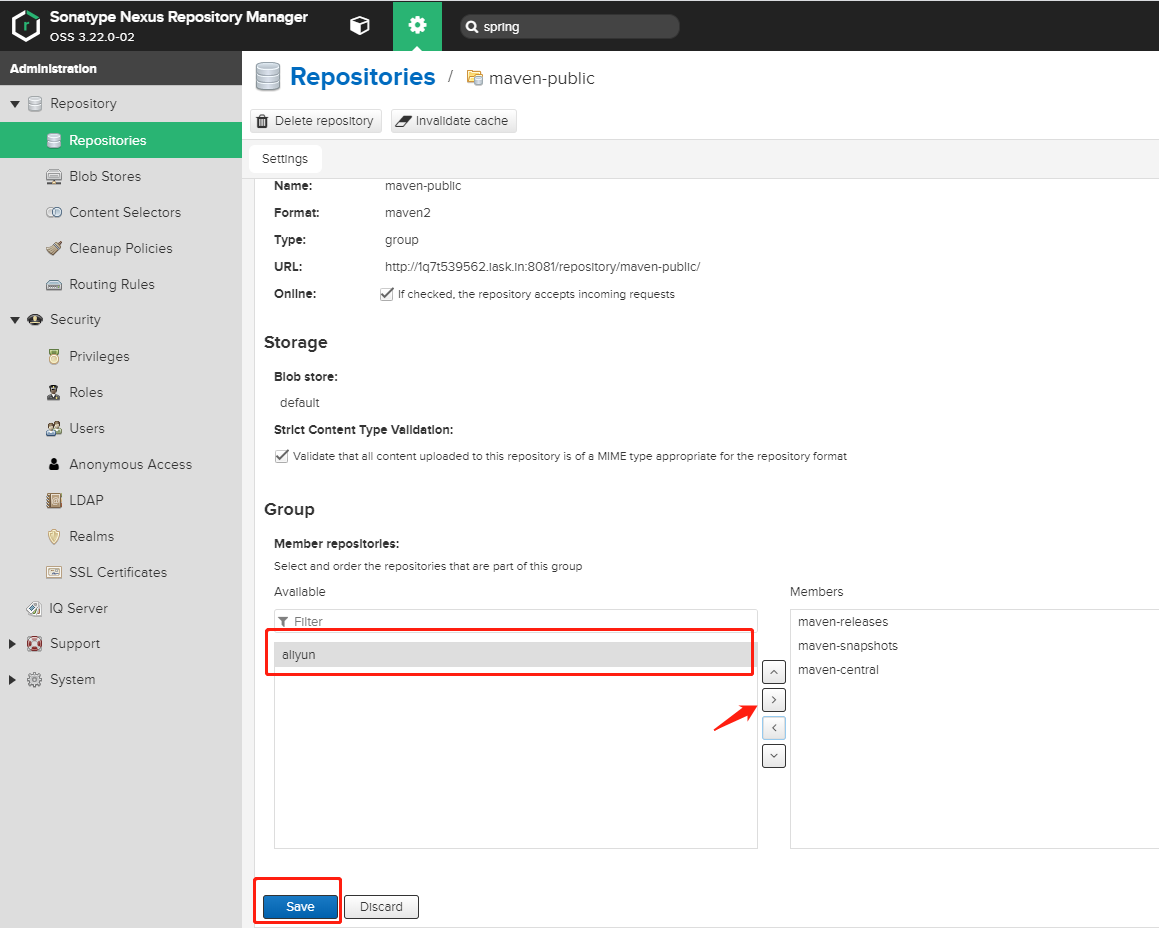 Sonatype Nexus Repository Manager
OSS 3.22.0-02
spring
Administration
Repository
Repositories
Blob Stores
Content Selectors
Cleanup Policies
Routing Rules
Security
Privileges
Roles
Users
Anonymous Access
LDAP
Realms
SSL Certificates
IQ Server
Support
System
Repositories / maven-public
Delete repository
Invalidate cache
Settings
Name: maven-public
Format: maven2
Type: group
URL: http://1q7t539562.iask.in:8081/repository/maven-public/
Online: If checked, the repository accepts incoming requests
Storage
Blob store:
default
Strict Content Type Validation:
Validate that all content uploaded to this repository is of a MIME type appropriate for the repository format
Group
Member repositories:
Select and order the repositories that are part of this group
Available
Filter
aliyun
Members
maven-releases
maven-snapshots
maven-central
Save
Discard